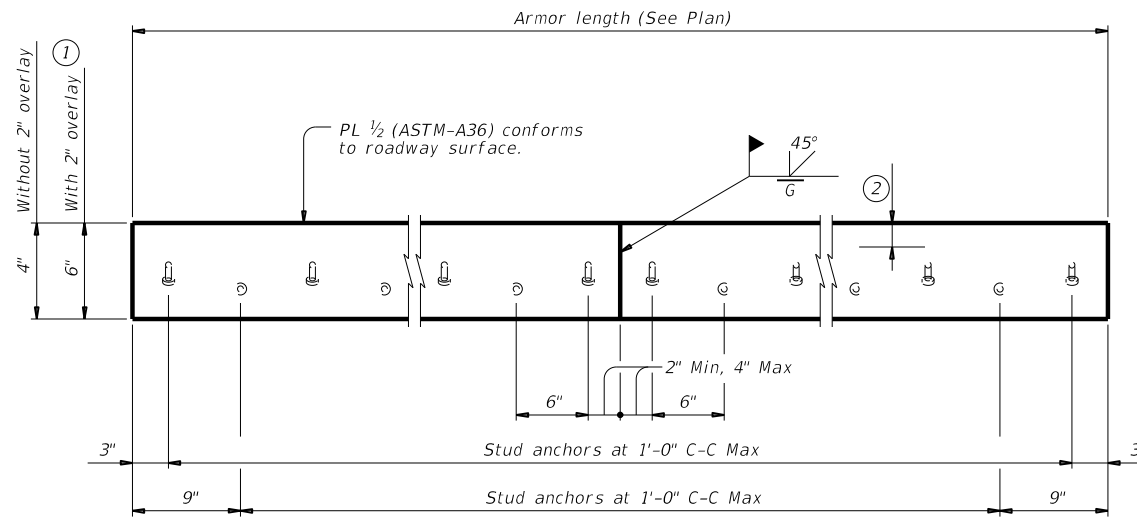 Armor length (See Plan)
Without 2" overlay
1
With 2" overlay
PL ½ (ASTM-A36) conforms
to roadway surface.
45°
G
2
4"
6"
2" Min, 4" Max
6"
6"
3"
Stud anchors at 1'-0" C-C Max
3
9"
Stud anchors at 1'-0" C-C Max
9"